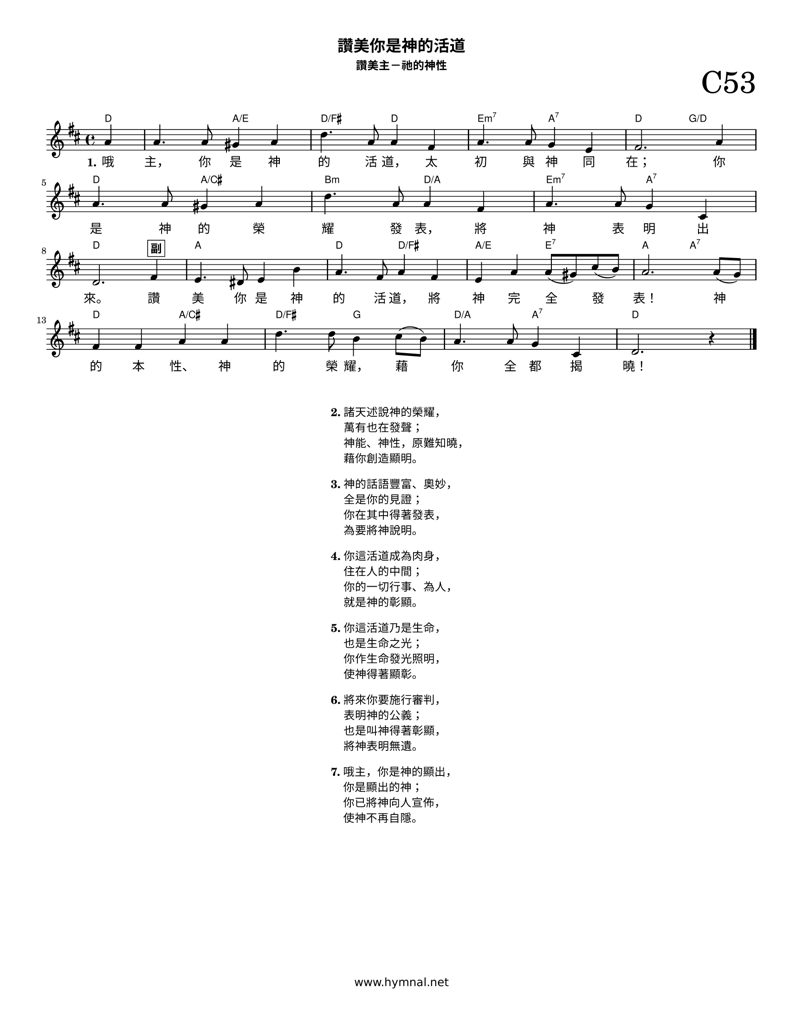 讚美你是神的活道
讚美主－祂的神性
C53
D A/E D/F♯ D Em7 A7 D G/D
1. 哦 主， 你 是 神 的 活 道， 太 初 與 神 同 在； 你
5
D A/C♯ Bm D/A Em7 A7
是 神 的 榮 耀 發 表， 將 神 表 明 出
8
D 副 A D D/F♯ A/E E7 A A7
來。 讚 美 你 是 神 的 活 道， 將 神 完 全 發 表！ 神
13
D A/C♯ D/F♯ G D/A A7 D
的 本 性、 神 的 榮 耀， 藉 你 全 都 揭 曉！
2. 諸天述說神的榮耀，
萬有也在發聲；
神能、神性，原難知曉，
藉你創造顯明。
3. 神的話語豐富、奧妙，
全是你的見證；
你在其中得著發表，
為要將神說明。
4. 你這活道成為肉身，
住在人的中間；
你的一切行事、為人，
就是神的彰顯。
5. 你這活道乃是生命，
也是生命之光；
你作生命發光照明，
使神得著顯彰。
6. 將來你要施行審判，
表明神的公義；
也是叫神得著彰顯，
將神表明無遺。
7. 哦主，你是神的顯出，
你是顯出的神；
你已將神向人宣佈，
使神不再自隱。
www.hymnal.net